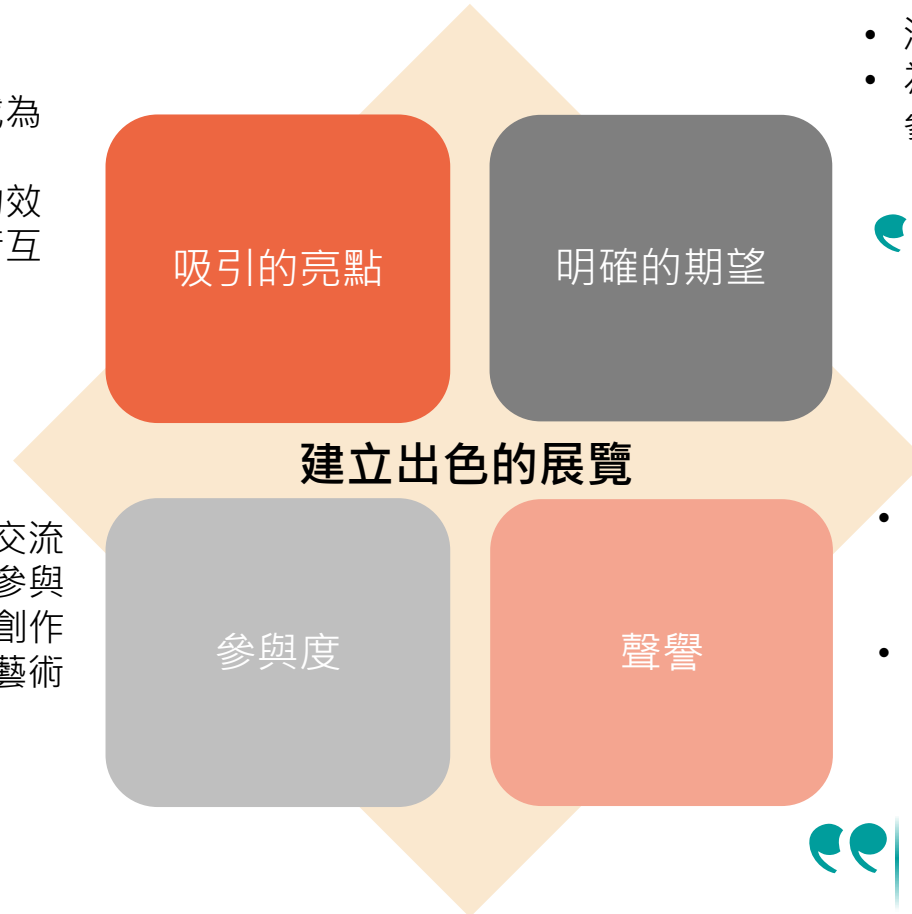 為
效
互
吸引的亮點
明確的期望
建立出色的展覽
交流
參與
創作
藝術
參與度
聲譽